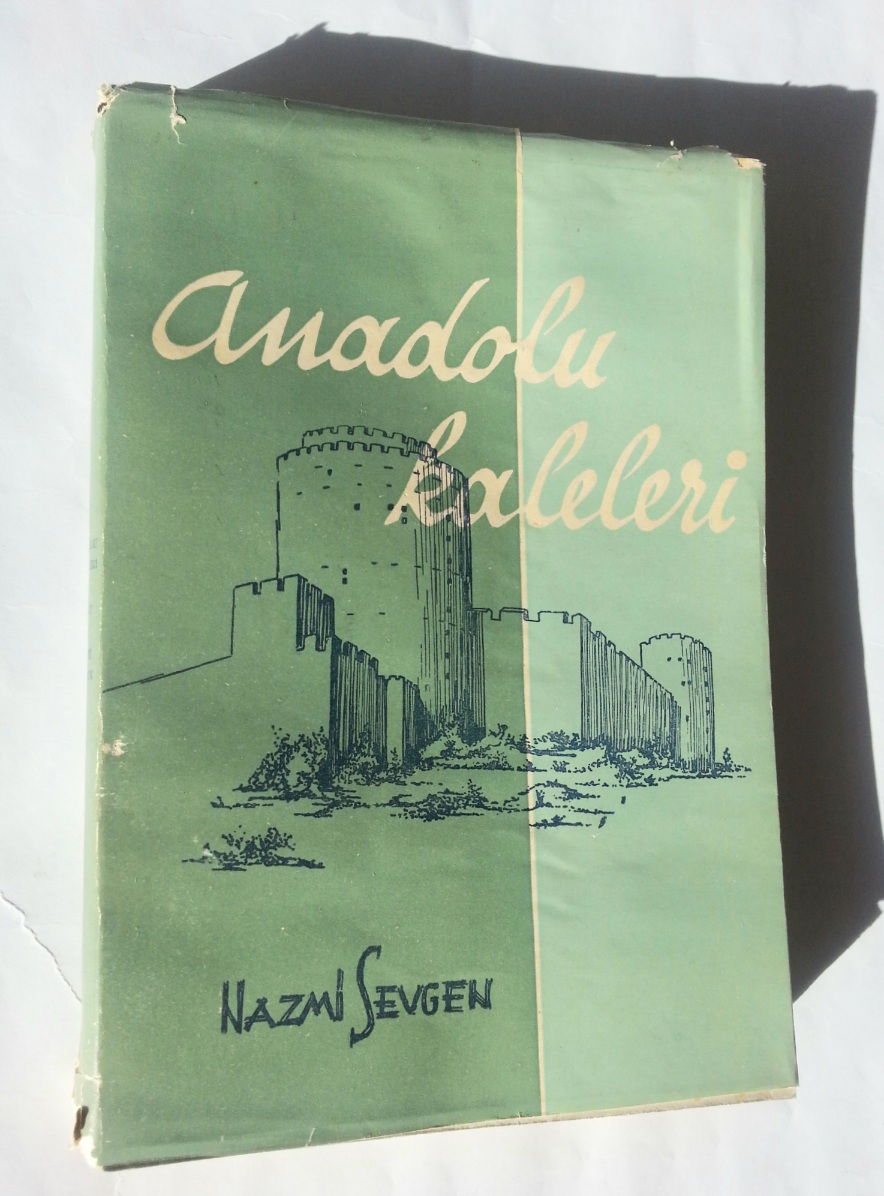 Anadolu
kaleleri
NAZMİ SEVGEN